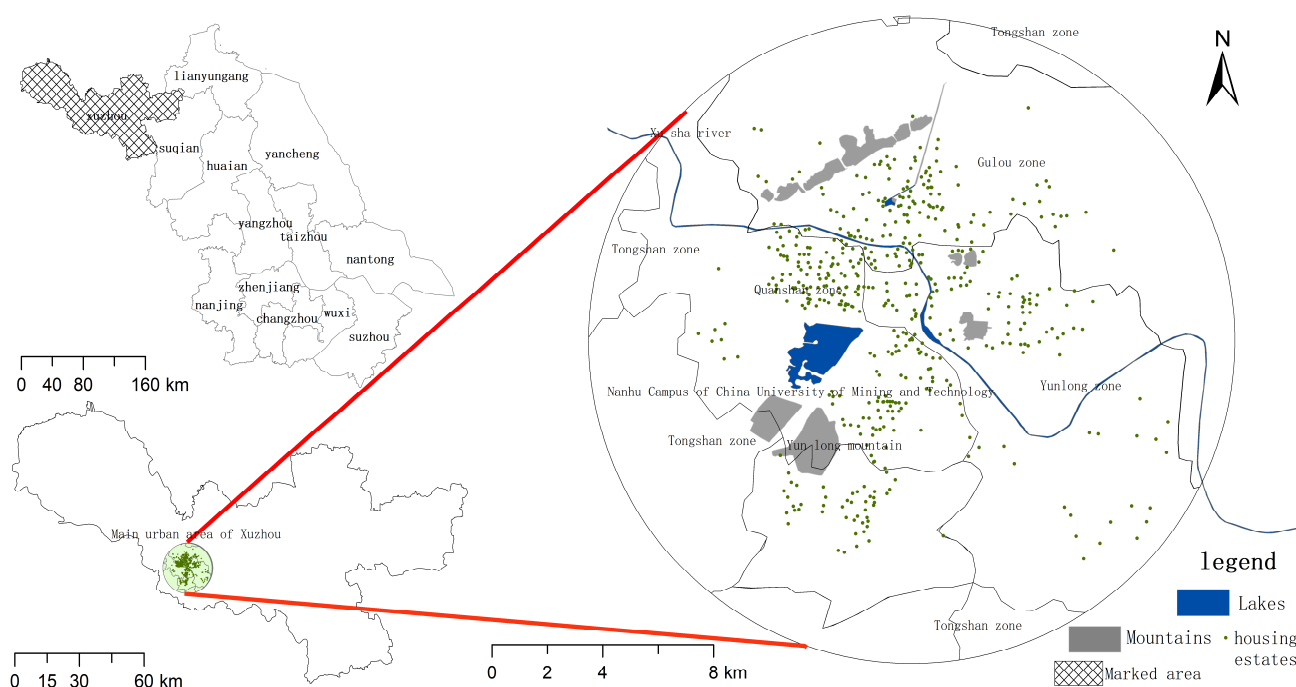 lianyungang
xuzhou
suqian
huaian
yancheng
yangzhou
taizhou
nantong
zhenjiang
nanjing
changzhou
wuxi
suzhou
0 40 80 160 km
Main urban area of Xuzhou
0 15 30 60 km
Tongshan zone
N
Xu sha river
Gulou zone
Tongshan zone
Quanshan zone
Nanhu Campus of China University of Mining and Technology
Yunlong zone
Tongshan zone
Yun long mountain
Tongshan zone
0 2 4 8 km
legend
Lakes
Mountains
housing
estates
Marked area